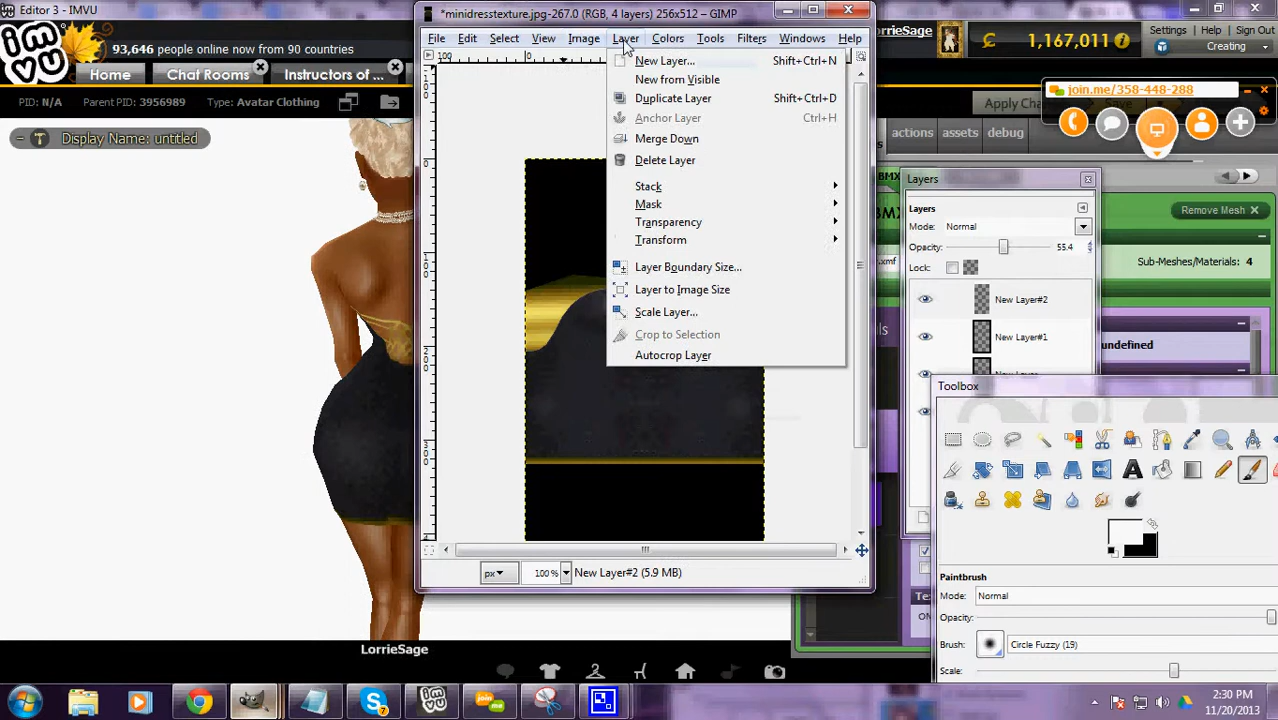 Editor 3 - IMVU
*minidresstexture.jpg-267.0 (RGB, 4 layers) 256x512 – GIMP
File Edit Select View Image Layer Colors Tools Filters Windows Help
imvu
93,646 people online now from 90 countries
LorrieSage
Settings | Help | Sign Out
1,167,011
Creating
Home
Chat Rooms
Instructors of ...
join.me/358-448-288
PID: N/A Parent PID: 3956989 Type: Avatar Clothing
Apply Cha
Save
Display Name: untitled
actions assets debug
New Layer... Shift+Ctrl+N
New from Visible
Duplicate Layer Shift+Ctrl+D
Anchor Layer Ctrl+H
Merge Down
Delete Layer
Stack
Mask
Transparency
Transform
Layer Boundary Size...
Layer to Image Size
Scale Layer...
Crop to Selection
Autocrop Layer
Layers
Layers
Mode: Normal
Opacity: 55.4
Lock:
New Layer#2
New Layer#1
New Layer
BMX
Remove Mesh
.xmf
Sub-Meshes/Materials: 4
undefined
Toolbox
Paintbrush
Mode: Normal
Opacity:
Brush: Circle Fuzzy (19)
Scale:
px 100% New Layer#2 (5.9 MB)
LorrieSage
2:30 PM
11/20/2013